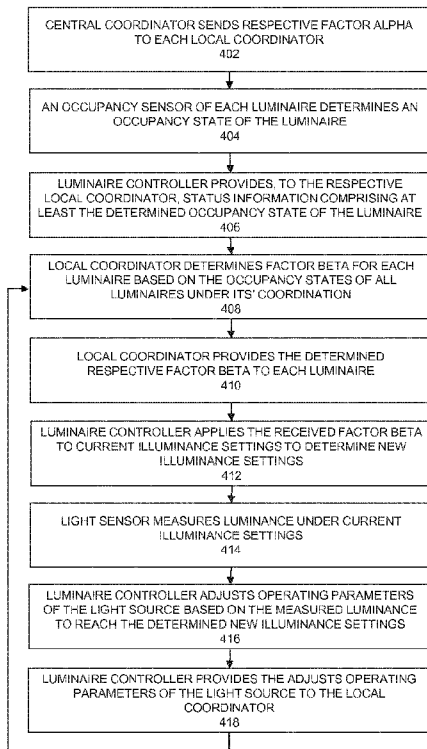 CENTRAL COORDINATOR SENDS RESPECTIVE FACTOR ALPHA
TO EACH LOCAL COORDINATOR
402
AN OCCUPANCY SENSOR OF EACH LUMINAIRE DETERMINES AN
OCCUPANCY STATE OF THE LUMINAIRE
404
LUMINAIRE CONTROLLER PROVIDES, TO THE RESPECTIVE
LOCAL COORDINATOR, STATUS INFORMATION COMPRISING AT
LEAST THE DETERMINED OCCUPANCY STATE OF THE LUMINAIRE
406
LOCAL COORDINATOR DETERMINES FACTOR BETA FOR EACH
LUMINAIRE BASED ON THE OCCUPANCY STATES OF ALL
LUMINAIRES UNDER ITS' COORDINATION
408
LOCAL COORDINATOR PROVIDES THE DETERMINED
RESPECTIVE FACTOR BETA TO EACH LUMINAIRE
410
LUMINAIRE CONTROLLER APPLIES THE RECEIVED FACTOR BETA
TO CURRENT ILLUMINANCE SETTINGS TO DETERMINE NEW
ILLUMINANCE SETTINGS
412
LIGHT SENSOR MEASURES LUMINANCE UNDER CURRENT
ILLUMINANCE SETTINGS
414
LUMINAIRE CONTROLLER ADJUSTS OPERATING PARAMETERS
OF THE LIGHT SOURCE BASED ON THE MEASURED LUMINANCE
TO REACH THE DETERMINED NEW ILLUMINANCE SETTINGS
416
LUMINAIRE CONTROLLER PROVIDES THE ADJUSTS OPERATING
PARAMETERS OF THE LIGHT SOURCE TO THE LOCAL
COORDINATOR
418